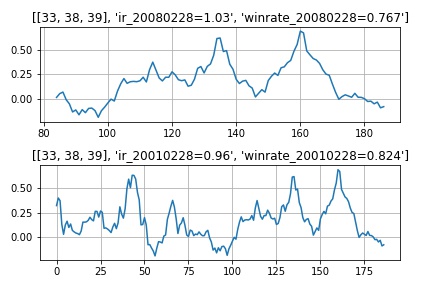 [[33, 38, 39], 'ir_20080228=1.03', 'winrate_20080228=0.767']
0.50
0.25
0.00
80 100 120 140 160 180
[[33, 38, 39], 'ir_20010228=0.96', 'winrate_20010228=0.824']
0.50
0.25
0.00
0 25 50 75 100 125 150 175